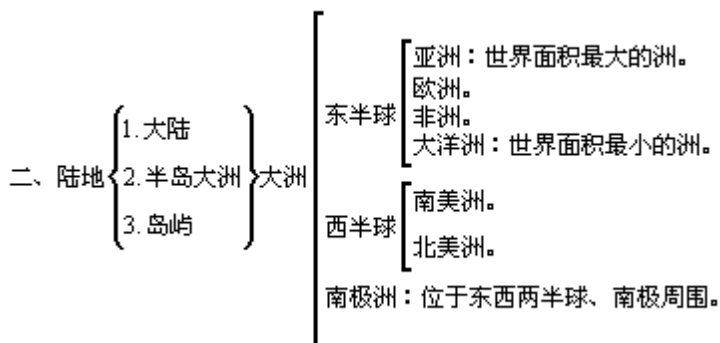 二、陆地
1.大陆
2.半岛大洲
3.岛屿
大洲
东半球
亚洲：世界面积最大的洲。
欧洲。
非洲。
大洋洲：世界面积最小的洲。
西半球
南美洲。
北美洲。
南极洲：位于东西两半球、南极周围。